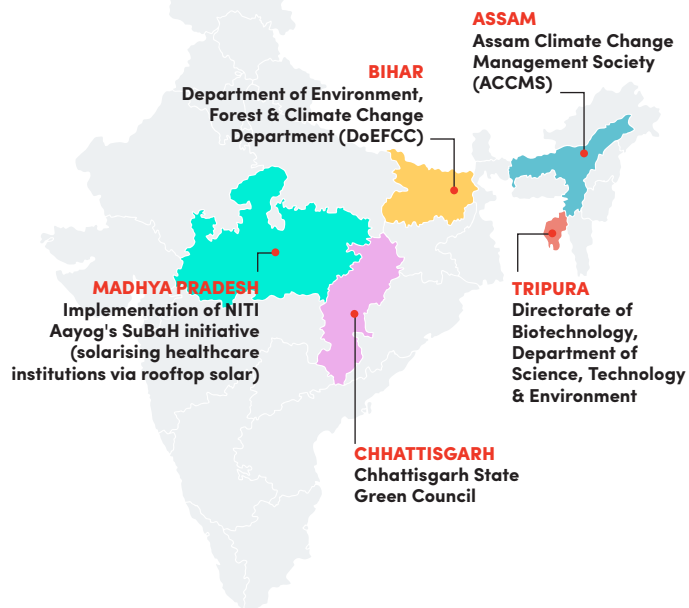 ASSAM
Assam Climate Change
Management Society
(ACCMS)
BIHAR
Department of Environment,
Forest & Climate Change
Department (DoEFCC)
MADHYA PRADESH
Implementation of NITI
Aayog's SuBaH initiative
(solarising healthcare
institutions via rooftop solar)
TRIPURA
Directorate of
Biotechnology,
Department of
Science, Technology
& Environment
CHHATTISGARH
Chhattisgarh State
Green Council